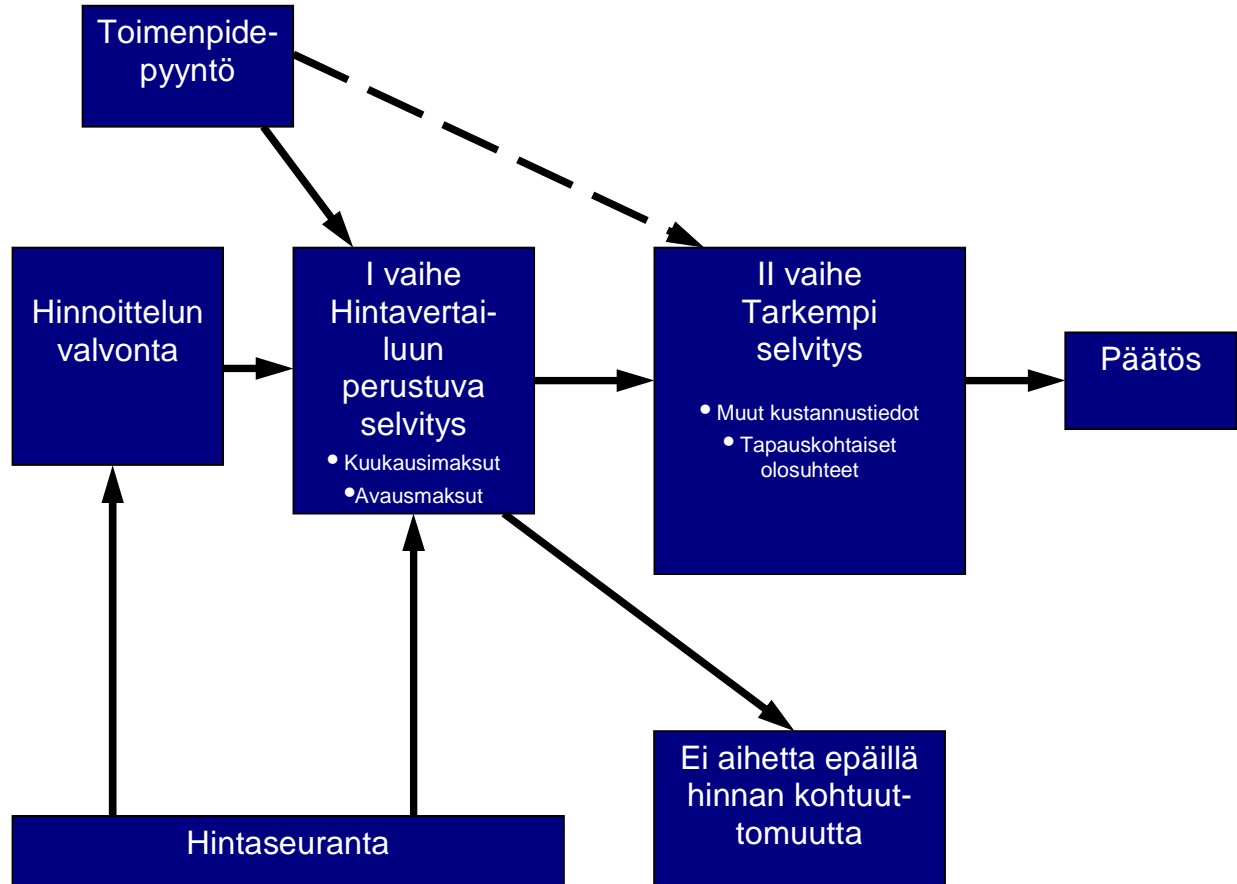 Toimenpide-
pyyntö
Hinnoittelun
valvonta
I vaihe
Hintavertai-
luun
perustuva
selvitys
• Kuukausimaksut
•Avausmaksut
II vaihe
Tarkempi
selvitys
• Muut kustannustiedot
• Tapauskohtaiset
olosuhteet
Päätös
Ei aihetta epäillä
hinnan kohtuut-
tomuutta
Hintaseuranta